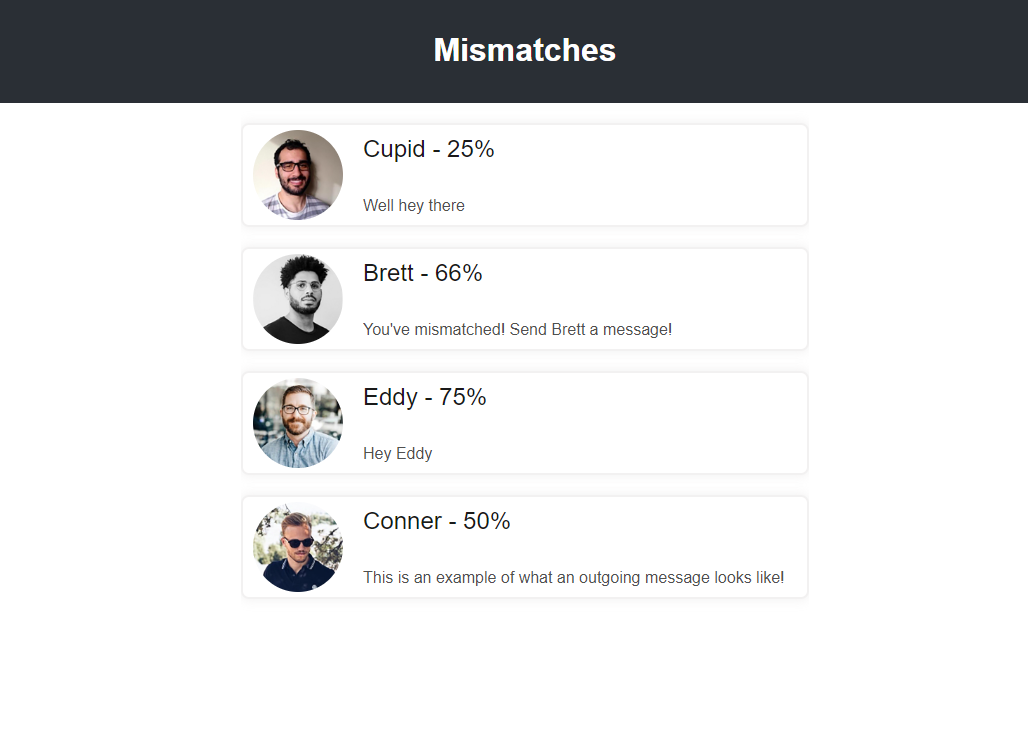 Mismatches
Cupid - 25%
Well hey there
Brett - 66%
You've mismatched! Send Brett a message!
Eddy - 75%
Hey Eddy
Conner - 50%
This is an example of what an outgoing message looks like!